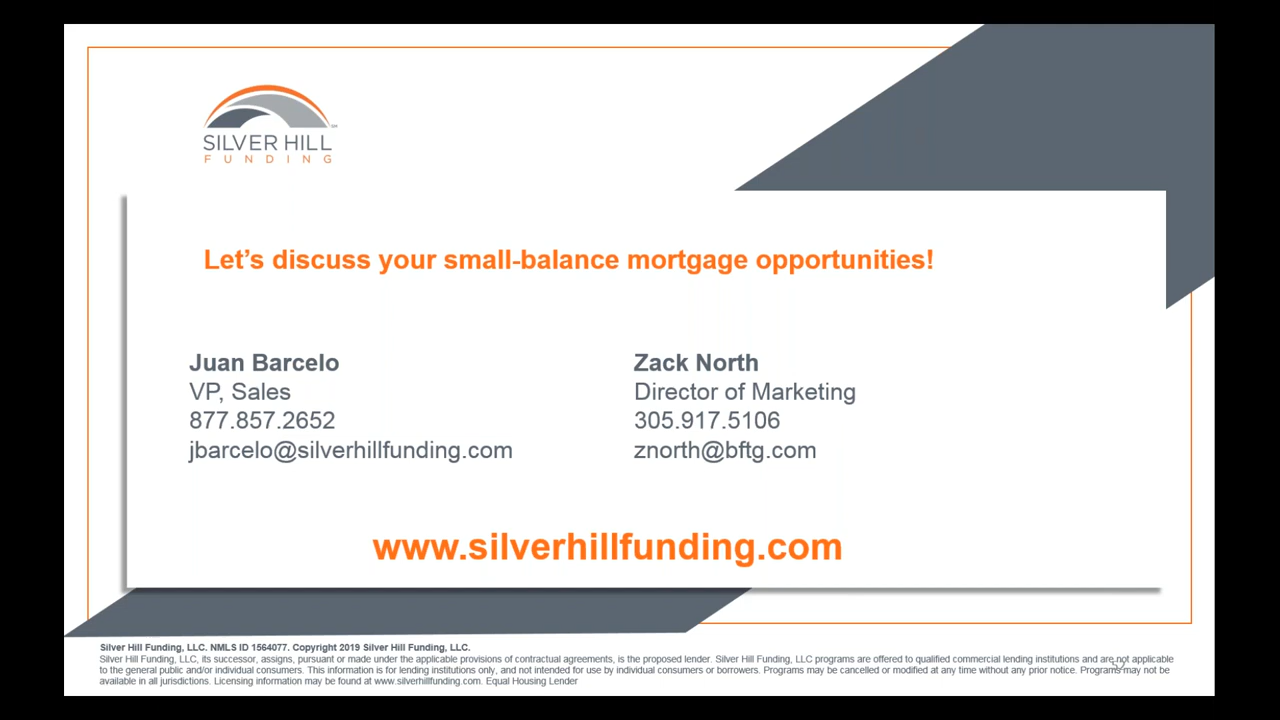 SILVER HILL
FUNDING
Let's discuss your small-balance mortgage opportunities!
Juan Barcelo
VP, Sales
877.857.2652
jbarcelo@silverhillfunding.com
Zack North
Director of Marketing
305.917.5106
znorth@bftg.com
www.silverhillfunding.com
Silver Hill Funding, LLC. NMLS ID 1564077. Copyright 2019 Silver Hill Funding, LLC.
Silver Hill Funding, LLC, its successor, assigns, pursuant or made under the applicable provisions of contractual agreements, is the proposed lender. Silver Hill Funding, LLC programs are offered to qualified commercial lending institutions and are not applicable
to the general public and/or individual consumers. This information is for lending institutions only, and not intended for use by individual consumers or borrowers. Programs may be cancelled or modified at any time without any prior notice. Programs may not be
available in all jurisdictions. Licensing information may be found at www.silverhillfunding.com. Equal Housing Lender